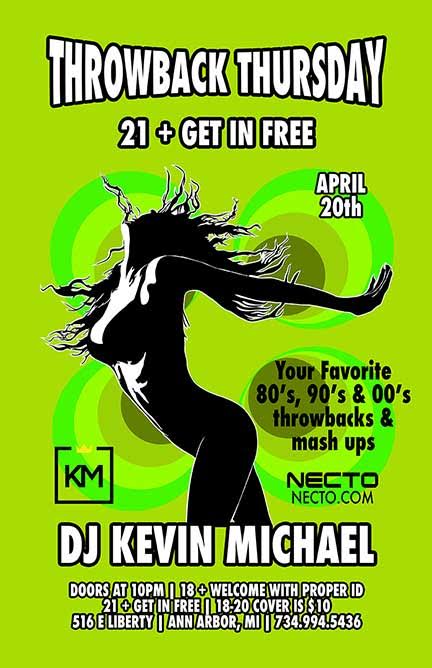 THROWBACK THURSDAY
21 + GET IN FREE
APRIL
20th
Your Favorite
80's, 90's & 00's
throwbacks &
mash ups
KM
NECTO
NECTO.COM
DJ KEVIN MICHAEL
DOORS AT 10PM | 18 + WELCOME WITH PROPER ID
21 + GET IN FREE | 18-20 COVER IS $10
516 E LIBERTY | ANN ARBOR, MI | 734.994.5436